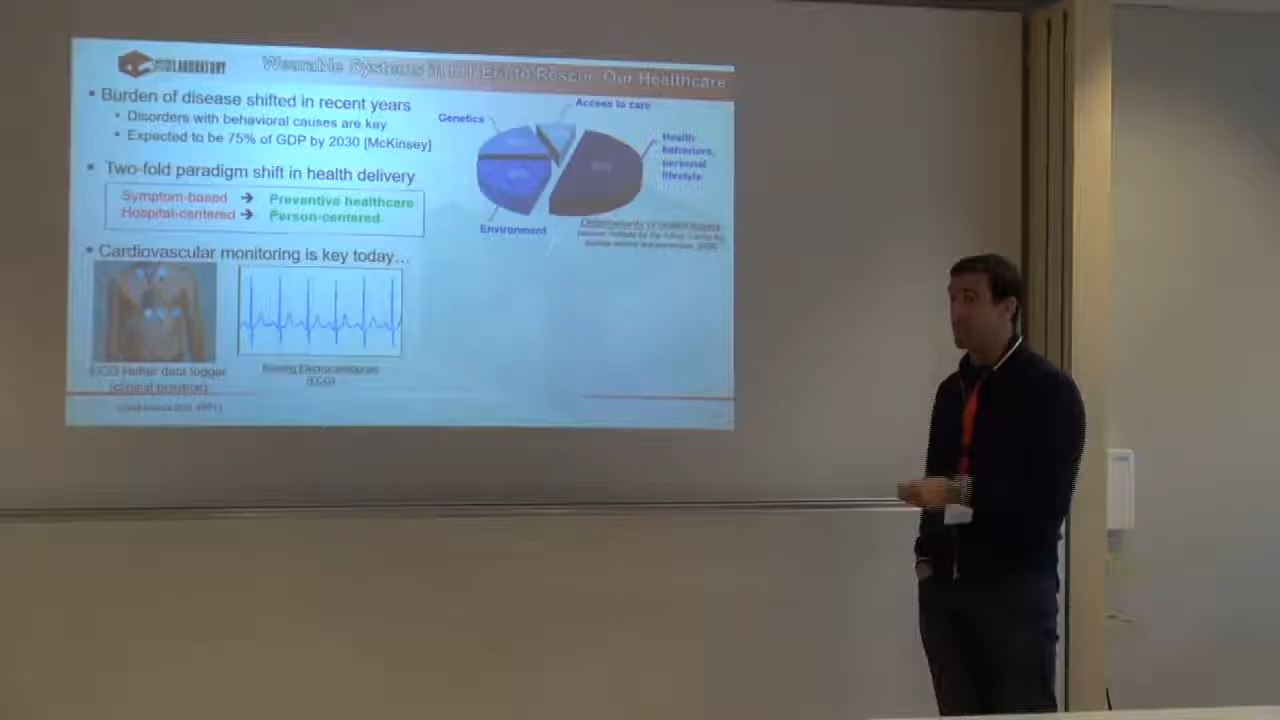 Wearable Systems in IoT Era to Rescue Our Healthcare
• Burden of disease shifted in recent years
• Disorders with behavioral causes are key
• Expected to be 75% of GDP by 2030 [McKinsey]
• Two-fold paradigm shift in health delivery
Symptom-based → Preventive healthcare
Hospital-centered → Person-centered
• Cardiovascular monitoring is key today…
ECG Holter data logger
(clinical practice)
Electrocardiogram
(ECG)
Access to care
Genetics
Health
behaviors,
personal
lifestyle
Environment